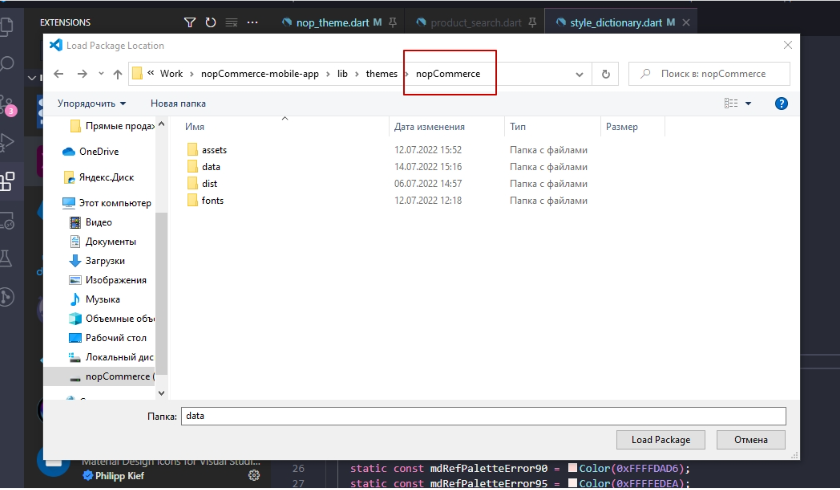 EXTENSIONS
nop_theme.dart M
product_search.dart
style_dictionary.dart M
Load Package Location
« Work › nopCommerce-mobile-app › lib › themes › nopCommerce
Поиск в: nopCommerce
Упорядочить
Новая папка
Имя
Дата изменения
Тип
Размер
Прямые продаж
OneDrive
Яндекс.Диск
Этот компьютер
Видео
Документы
Загрузки
Изображения
Музыка
Объемные объе
Рабочий стол
Локальный дис
nopCommerce (
assets 12.07.2022 15:52 Папка с файлами
data 14.07.2022 15:16 Папка с файлами
dist 06.07.2022 14:57 Папка с файлами
fonts 12.07.2022 12:18 Папка с файлами
Папка: data
Load Package
Отмена
3
Material Design Icons for Visual Studi...
Philipp Kief
26 static const mdRefPaletteError90 = Color(0xFFFFDAD6);
27 static const mdRefPaletteError95 = Color(0xFFFFEDEA);